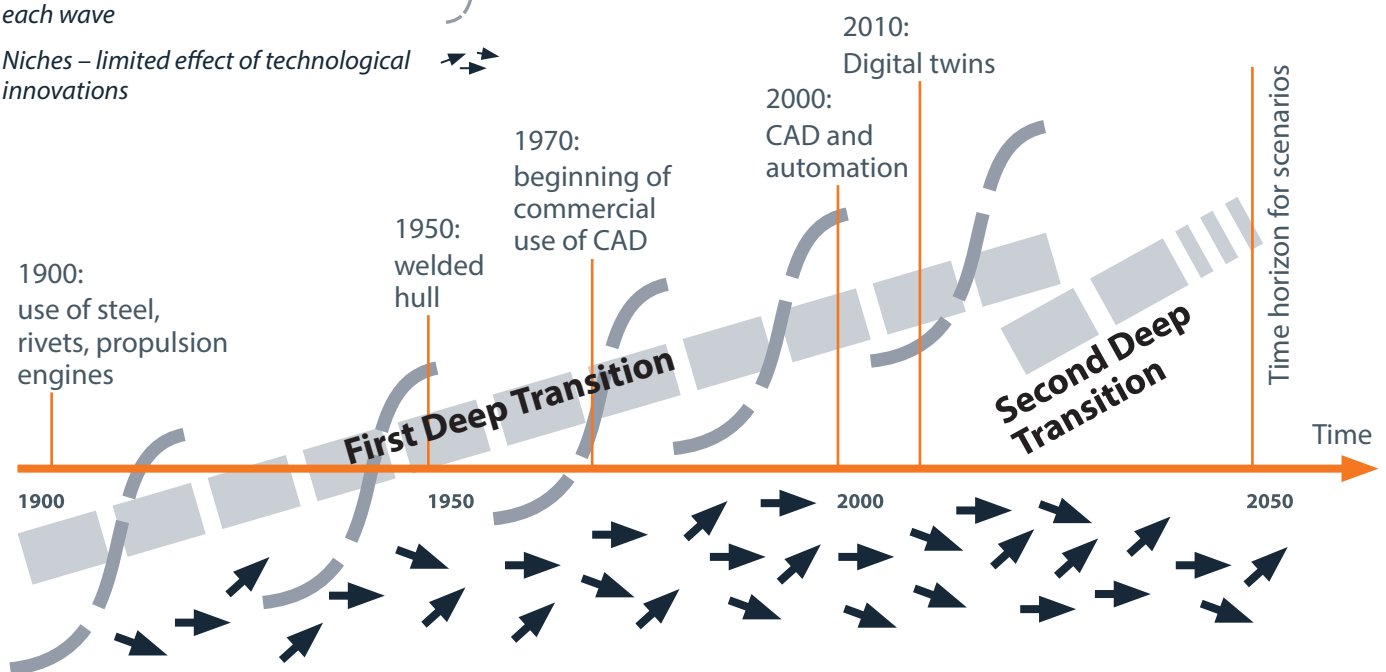 each wave
Niches – limited effect of technological
innovations
2010:
Digital twins
2000:
CAD and
automation
1970:
beginning of
commercial
use of CAD
1950:
welded
hull
1900:
use of steel,
rivets, propulsion
engines
First Deep Transition
Second Deep
Transition
Time horizon for scenarios
Time
1900
1950
2000
2050